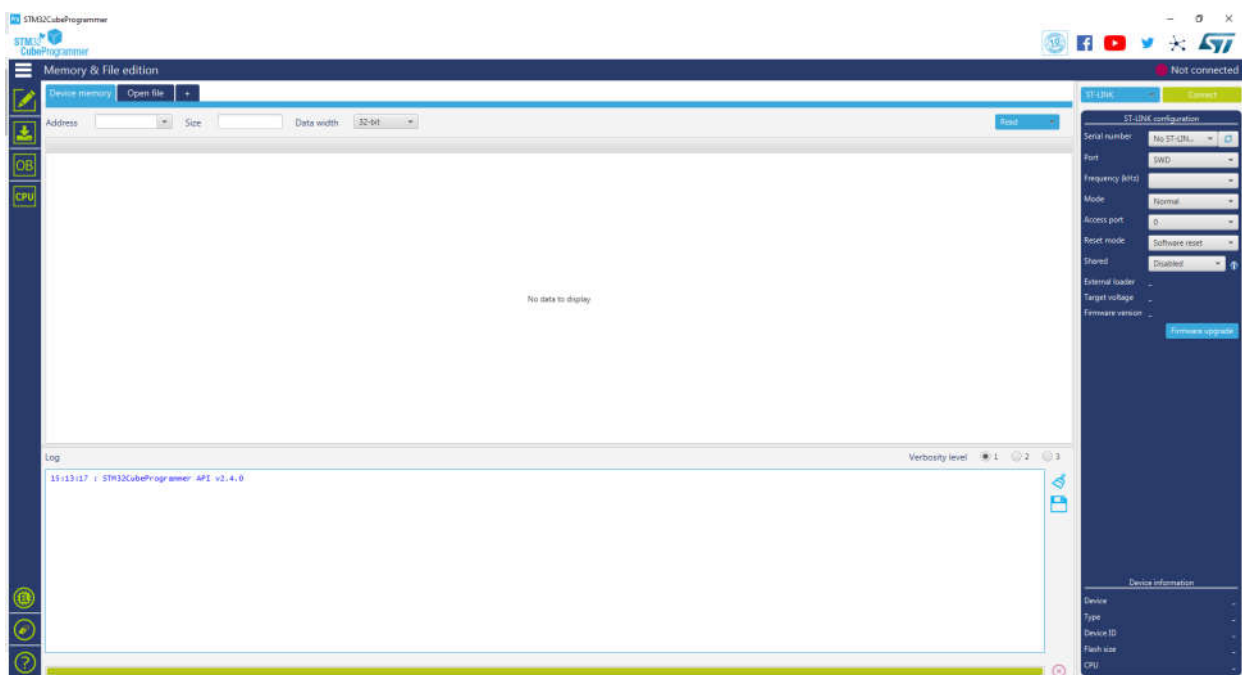 STM32CubeProgrammer
STM32
CubeProgrammer
Memory & File edition
Not connected
Device memory
Open file
+
ST-LINK
Connect
Address
Size
Data width
32-bit
Read
ST-LINK configuration
Serial number
No ST-LIN...
Port
SWD
Frequency (kHz)
Mode
Normal
Access port
0
Reset mode
Software reset
Shared
Disabled
External loader
-
Target voltage
-
Firmware version
-
Firmware upgrade
OB
CPU
No data to display
Log
Verbosity level
1
2
3
15:13:17 : STM32CubeProgrammer API v2.4.0
Device information
Device
-
Type
-
Device ID
-
Flash size
-
CPU
-